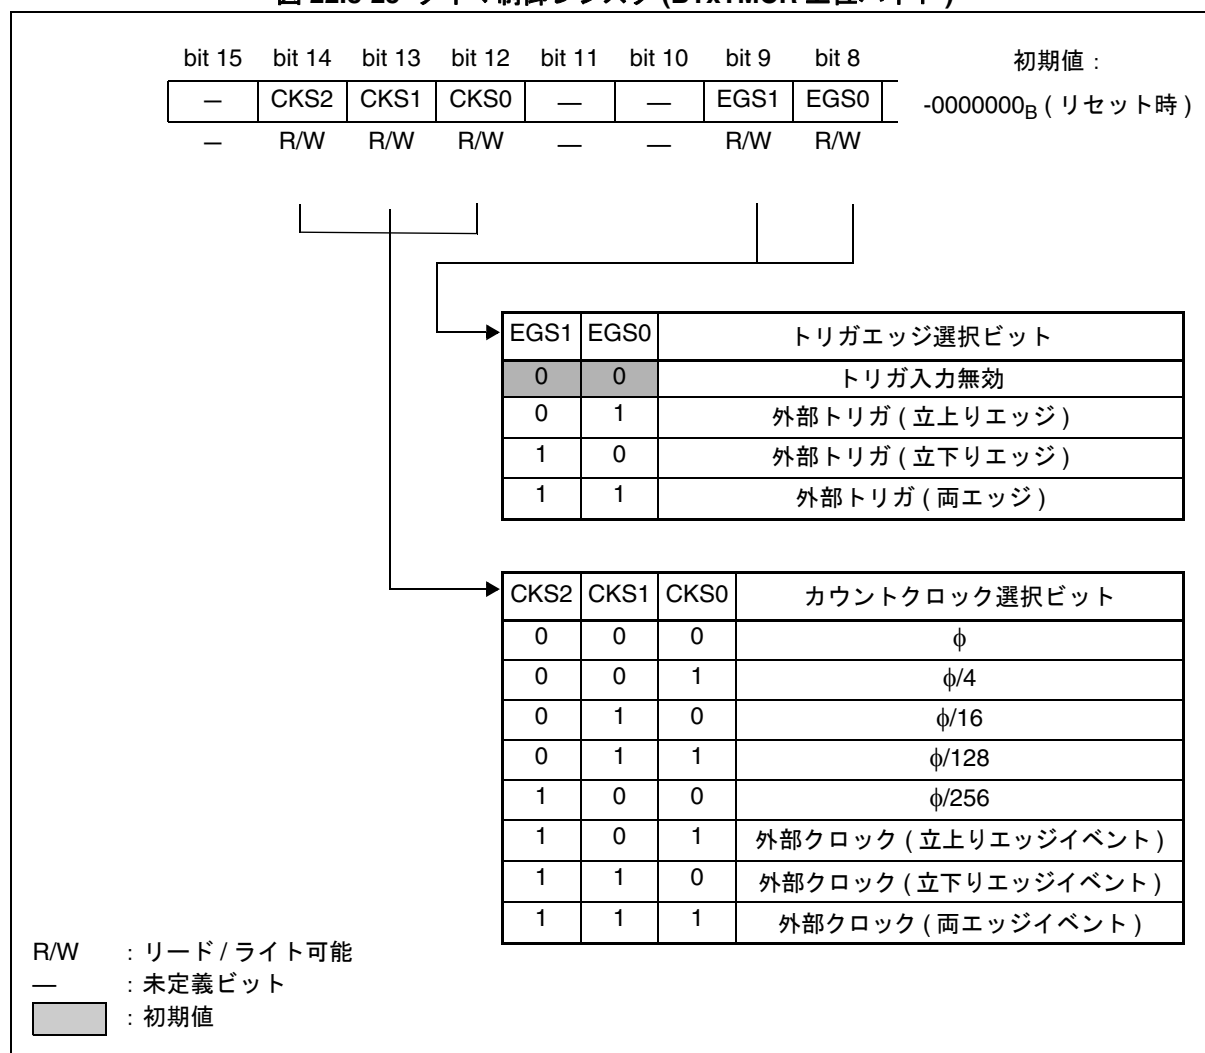 bit 15 bit 14 bit 13 bit 12 bit 11 bit 10 bit 9 bit 8 初期値 :
— CKS2 CKS1 CKS0 — — EGS1 EGS0 -0000000B ( リセット時 )
— R/W R/W R/W — — R/W R/W
EGS1 EGS0 トリガエッジ選択ビット
0 0 トリガ入力無効
0 1 外部トリガ ( 立上りエッジ )
1 0 外部トリガ ( 立下りエッジ )
1 1 外部トリガ ( 両エッジ )
CKS2 CKS1 CKS0 カウントクロック選択ビット
0 0 0 ϕ
0 0 1 ϕ/4
0 1 0 ϕ/16
0 1 1 ϕ/128
1 0 0 ϕ/256
1 0 1 外部クロック ( 立上りエッジイベント )
1 1 0 外部クロック ( 立下りエッジイベント )
1 1 1 外部クロック ( 両エッジイベント )
R/W : リード / ライト可能
— : 未定義ビット
: 初期値